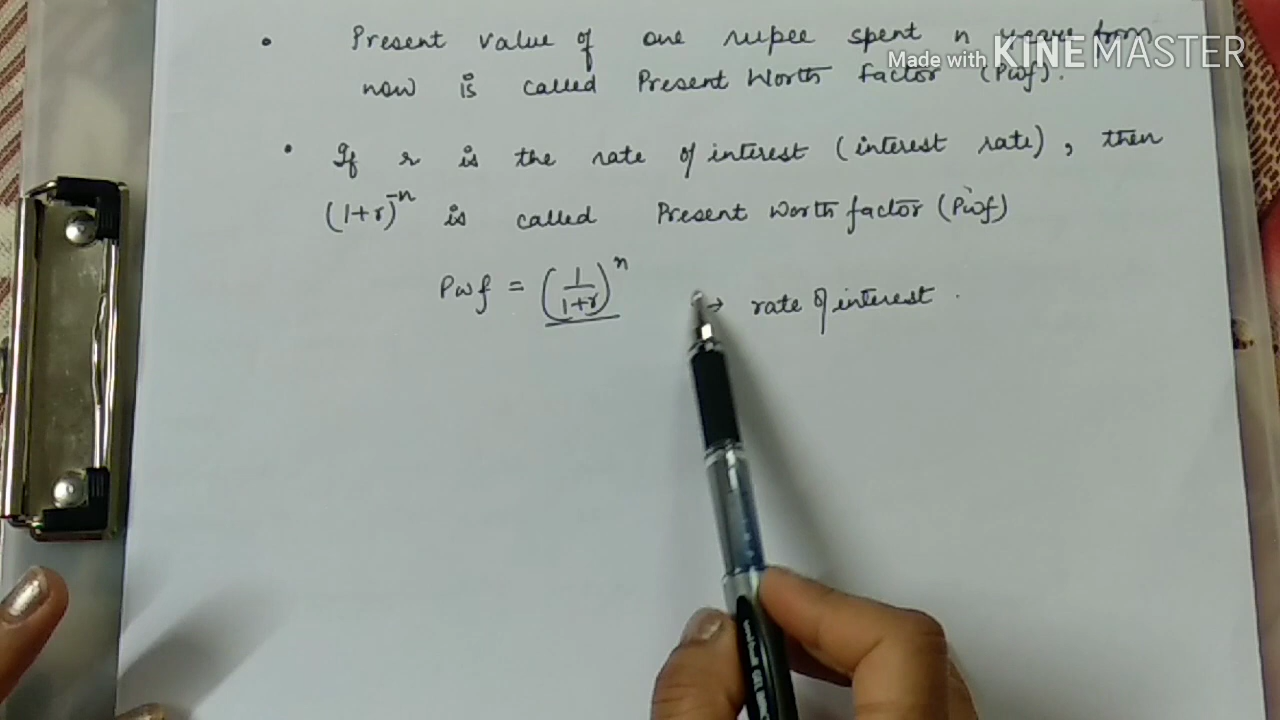 • Present value of one rupee spent n years from
Made with KINEMASTER
now is called Present Worth Factor (Pwf).
• If r is the rate of interest (interest rate), then
(1+r)^-n is called Present Worth factor (Pwf)
Pwf = (1/(1+r))^n → rate of interest.